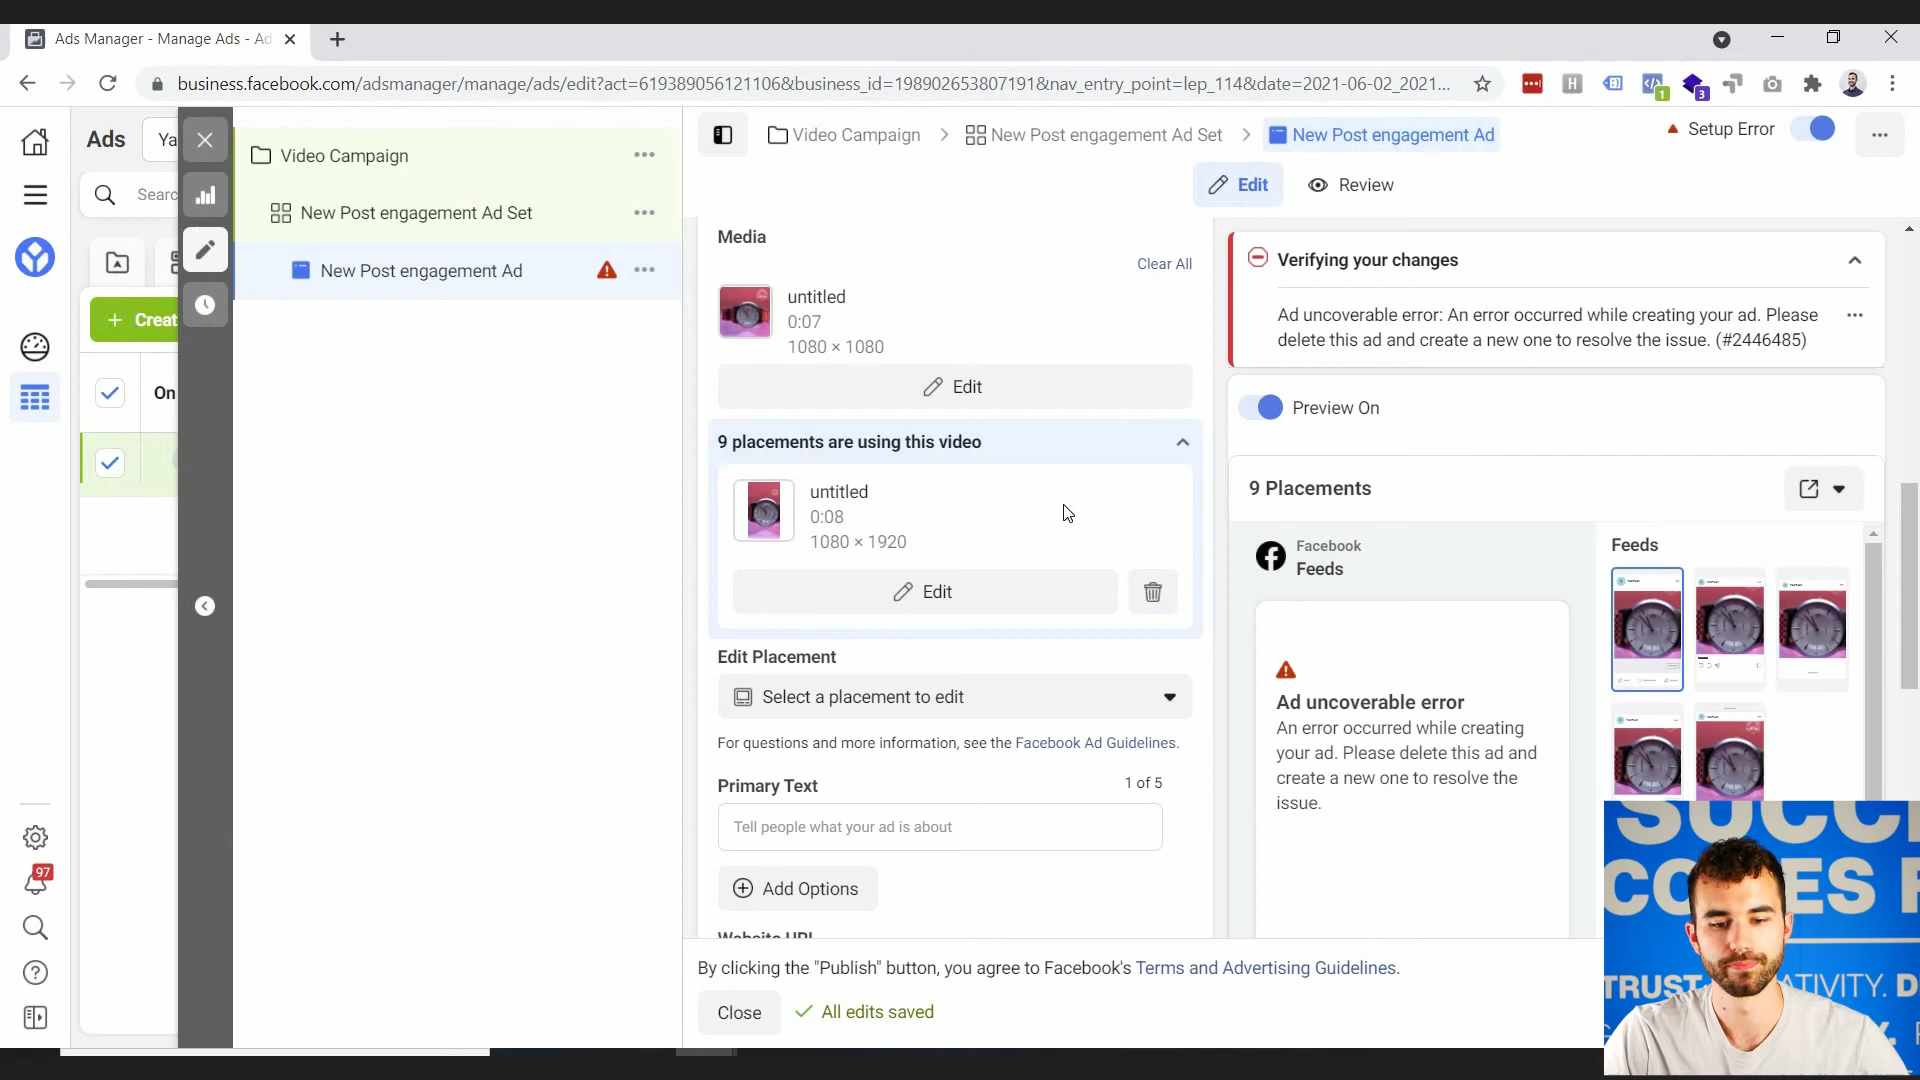 Ads Manager - Manage Ads - Ad
business.facebook.com/adsmanager/manage/ads/edit?act=619389056121106&business_id=198902653807191&nav_entry_point=lep_114&date=2021-06-02_2021...
H
1
3
Ads
Ya
Searc
+ Creat
On
97
Video Campaign
New Post engagement Ad Set
New Post engagement Ad
Video Campaign > New Post engagement Ad Set > New Post engagement Ad
Setup Error
Edit
Review
Media
Clear All
untitled
0:07
1080 × 1080
Edit
9 placements are using this video
untitled
0:08
1080 × 1920
Edit
Edit Placement
Select a placement to edit
For questions and more information, see the Facebook Ad Guidelines.
Primary Text
1 of 5
Tell people what your ad is about
Add Options
Website URL
By clicking the "Publish" button, you agree to Facebook's Terms and Advertising Guidelines.
Close
All edits saved
Verifying your changes
Ad uncoverable error: An error occurred while creating your ad. Please
delete this ad and create a new one to resolve the issue. (#2446485)
Preview On
9 Placements
Facebook
Feeds
Ad uncoverable error
An error occurred while creating
your ad. Please delete this ad and
create a new one to resolve the
issue.
Feeds